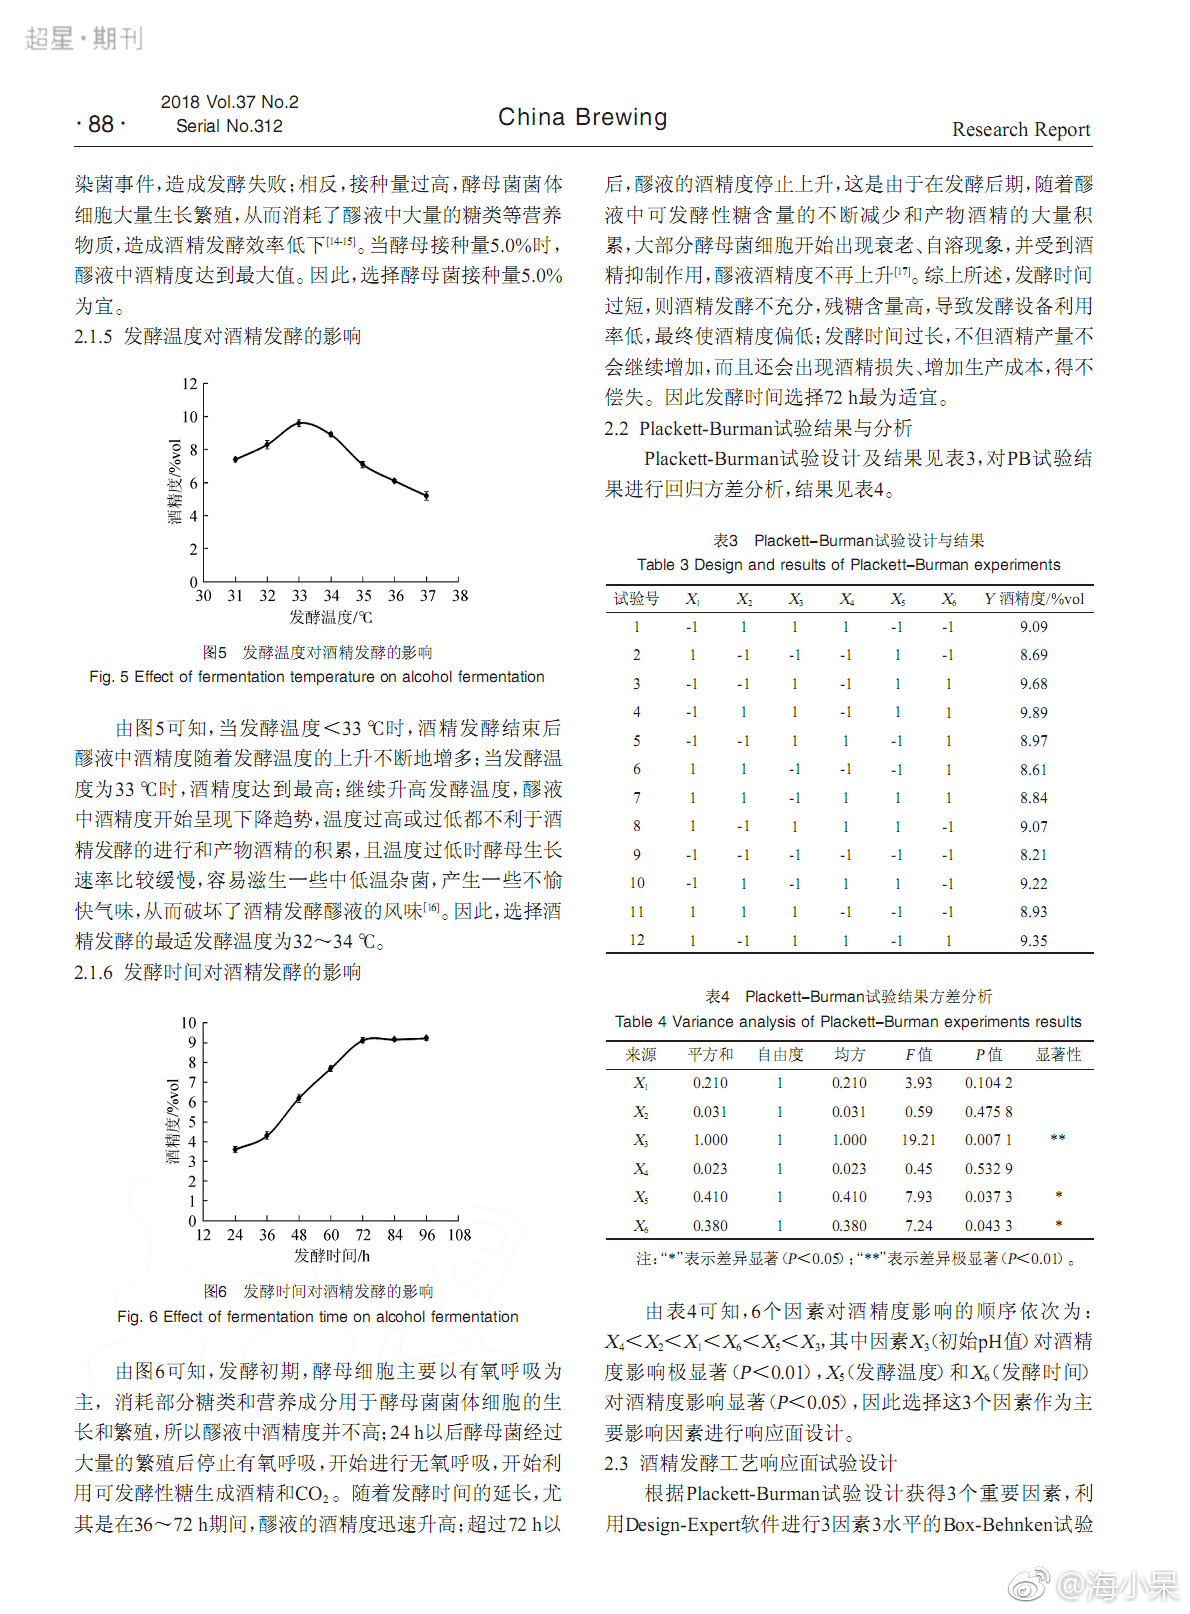 超星·期刊
·88·
2018 Vol.37 No.2
Serial No.312
China Brewing
Research Report
染菌事件,造成发酵失败;相反,接种量过高,酵母菌菌体
细胞大量生长繁殖,从而消耗了醪液中大量的糖类等营养
物质,造成酒精发酵效率低下[14-15]。当酵母接种量5.0%时,
醪液中酒精度达到最大值。因此,选择酵母菌接种量5.0%
为宜。
2.1.5 发酵温度对酒精发酵的影响
12
10
8
6
4
2
0
酒精度/%vol
30 31 32 33 34 35 36 37 38
发酵温度/℃
图5 发酵温度对酒精发酵的影响
Fig. 5 Effect of fermentation temperature on alcohol fermentation
由图5可知,当发酵温度<33 ℃时,酒精发酵结束后
醪液中酒精度随着发酵温度的上升不断地增多;当发酵温
度为33 ℃时,酒精度达到最高;继续升高发酵温度,醪液
中酒精度开始呈现下降趋势,温度过高或过低都不利于酒
精发酵的进行和产物酒精的积累,且温度过低时酵母生长
速率比较缓慢,容易滋生一些中低温杂菌,产生一些不愉
快气味,从而破坏了酒精发酵醪液的风味[16]。因此,选择酒
精发酵的最适发酵温度为32～34 ℃。
2.1.6 发酵时间对酒精发酵的影响
10
9
8
7
6
5
4
3
2
1
0
酒精度/%vol
12 24 36 48 60 72 84 96 108
发酵时间/h
图6 发酵时间对酒精发酵的影响
Fig. 6 Effect of fermentation time on alcohol fermentation
由图6可知,发酵初期,酵母细胞主要以有氧呼吸为
主,消耗部分糖类和营养成分用于酵母菌菌体细胞的生
长和繁殖,所以醪液中酒精度并不高;24 h以后酵母菌经过
大量的繁殖后停止有氧呼吸,开始进行无氧呼吸,开始利
用可发酵性糖生成酒精和CO2。随着发酵时间的延长,尤
其是在36～72 h期间,醪液的酒精度迅速升高;超过72 h以
后,醪液的酒精度停止上升,这是由于在发酵后期,随着醪
液中可发酵性糖含量的不断减少和产物酒精的大量积
累,大部分酵母菌细胞开始出现衰老、自溶现象,并受到酒
精抑制作用,醪液酒精度不再上升[17]。综上所述,发酵时间
过短,则酒精发酵不充分,残糖含量高,导致发酵设备利用
率低,最终使酒精度偏低;发酵时间过长,不但酒精产量不
会继续增加,而且还会出现酒精损失、增加生产成本,得不
偿失。因此发酵时间选择72 h最为适宜。
2.2 Plackett-Burman试验结果与分析
Plackett-Burman试验设计及结果见表3,对PB试验结
果进行回归方差分析,结果见表4。
表3 Plackett-Burman试验设计与结果
Table 3 Design and results of Plackett-Burman experiments
试验号 X1 X2 X3 X4 X5 X6 Y 酒精度/%vol
1 -1 1 1 1 -1 -1 9.09
2 1 -1 -1 -1 1 -1 8.69
3 -1 -1 1 -1 1 1 9.68
4 -1 1 1 -1 1 1 9.89
5 -1 -1 1 1 -1 1 8.97
6 1 1 -1 -1 -1 1 8.61
7 1 1 -1 1 1 1 8.84
8 1 -1 1 1 1 -1 9.07
9 -1 -1 -1 -1 -1 -1 8.21
10 -1 1 -1 1 1 -1 9.22
11 1 1 1 -1 -1 -1 8.93
12 1 -1 1 1 -1 1 9.35
表4 Plackett-Burman试验结果方差分析
Table 4 Variance analysis of Plackett-Burman experiments results
来源 平方和 自由度 均方 F值 P值 显著性
X1 0.210 1 0.210 3.93 0.104 2
X2 0.031 1 0.031 0.59 0.475 8
X3 1.000 1 1.000 19.21 0.007 1 **
X4 0.023 1 0.023 0.45 0.532 9
X5 0.410 1 0.410 7.93 0.037 3 *
X6 0.380 1 0.380 7.24 0.043 3 *
注:“*”表示差异显著(P<0.05);“**”表示差异极显著(P<0.01)。
由表4可知,6个因素对酒精度影响的顺序依次为:
X4<X2<X1<X6<X5<X3,其中因素X3(初始pH值)对酒精
度影响极显著(P<0.01),X5(发酵温度)和X6(发酵时间)
对酒精度影响显著(P<0.05),因此选择这3个因素作为主
要影响因素进行响应面设计。
2.3 酒精发酵工艺响应面试验设计
根据Plackett-Burman试验设计获得3个重要因素,利
用Design-Expert软件进行3因素3水平的Box-Behnken试验
@海小呆